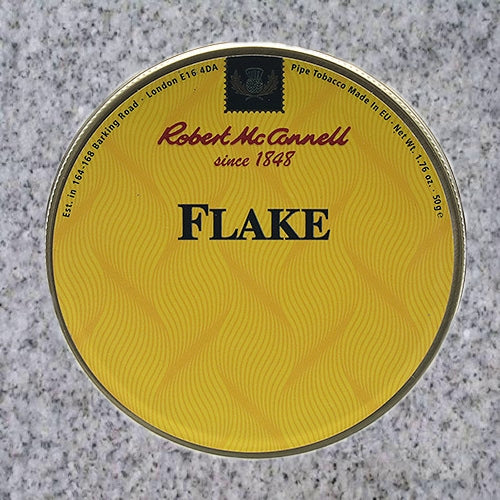 Est. in 164-168 Barking Road · London E16 4DA
Pipe Tobacco Made in EU · Net Wt. 1.76 oz. · 50g e
Robert McConnell
since 1848
FLAKE